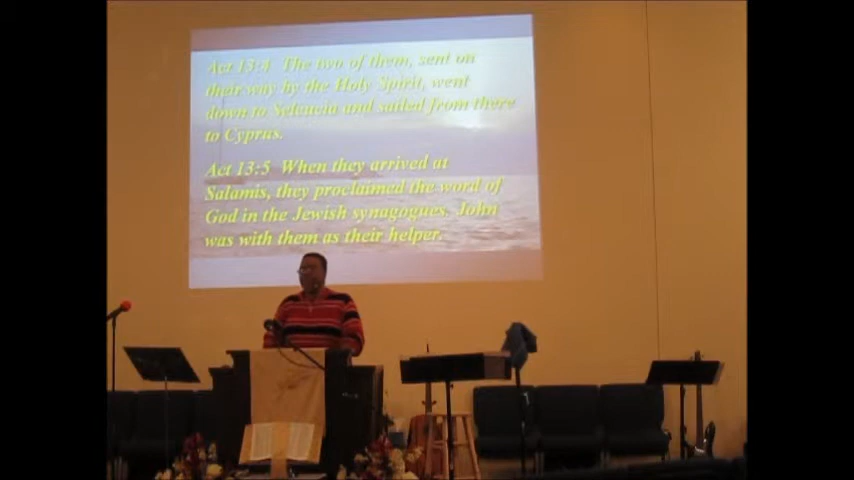 Act 13:4 The two of them, sent on
their way by the Holy Spirit, went
down to Seleucia and sailed from there
to Cyprus.
Act 13:5 When they arrived at
Salamis, they proclaimed the word of
God in the Jewish synagogues. John
was with them as their helper.